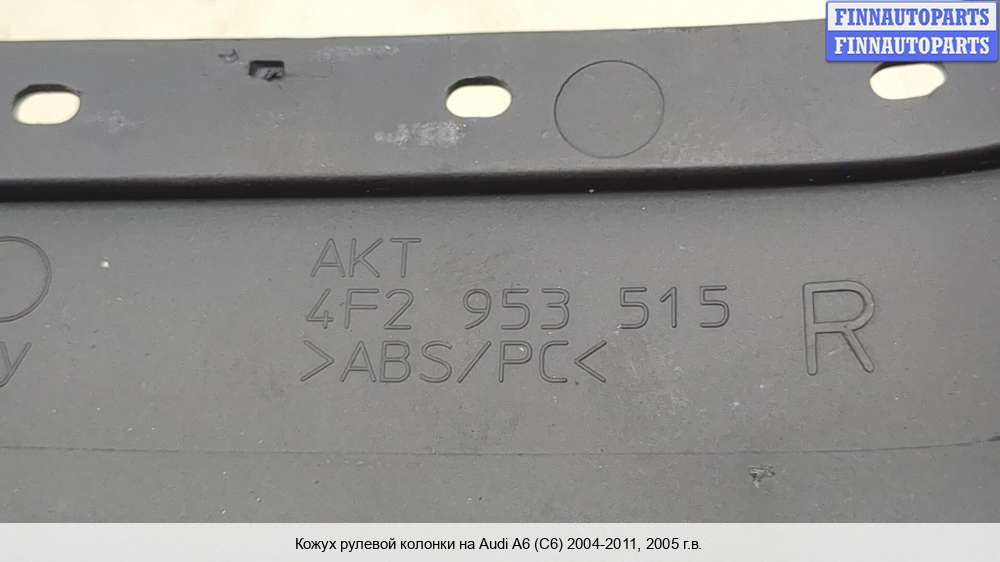 FINNAUTOPARTS
FINNAUTOPARTS
AKT
4F2 953 515
R
>ABS/PC<
Кожух рулевой колонки на Audi A6 (C6) 2004-2011, 2005 г.в.